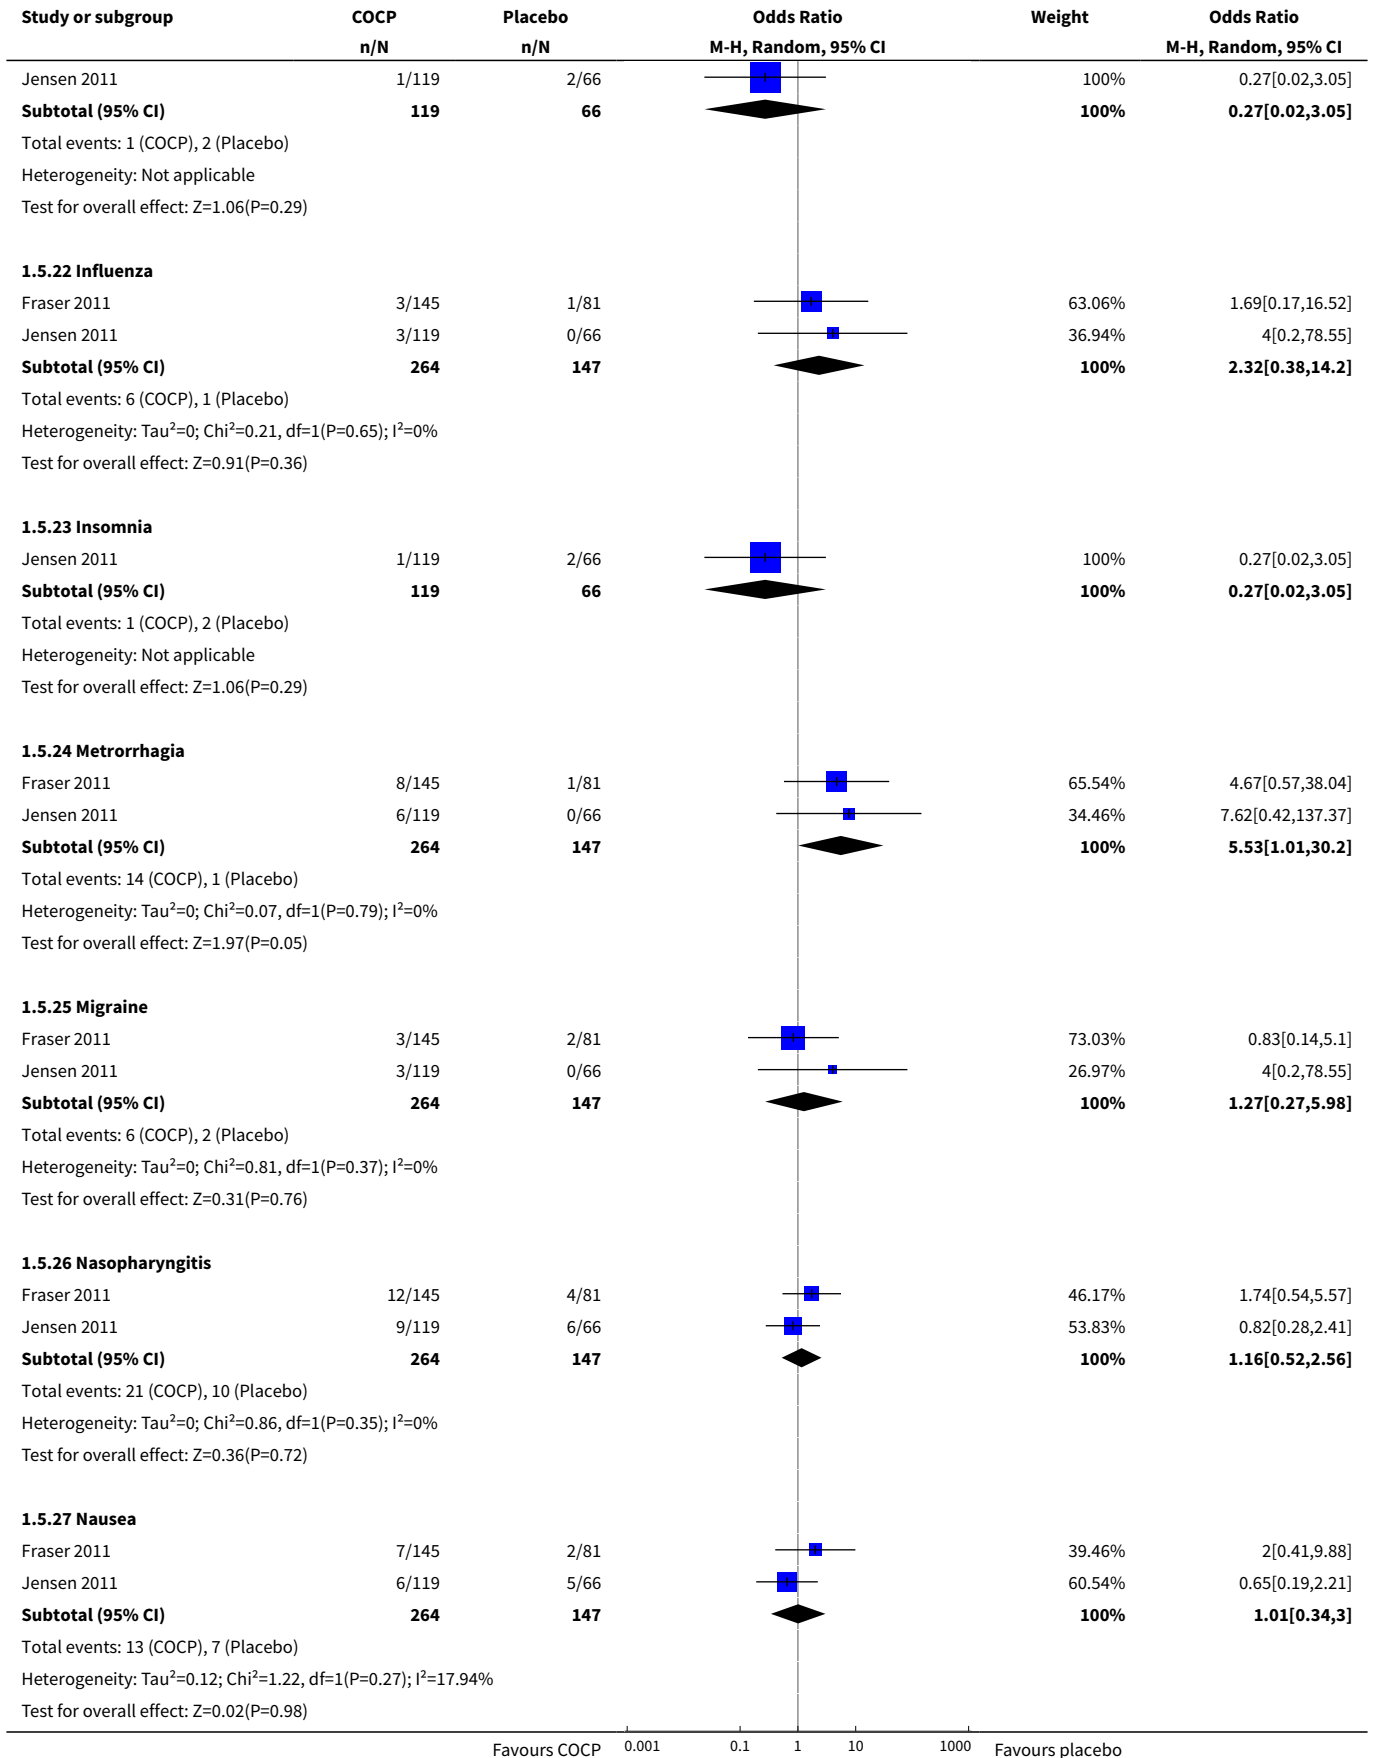 Study or subgroup COCP Placebo Odds Ratio Weight Odds Ratio
n/N n/N M-H, Random, 95% CI M-H, Random, 95% CI
Jensen 2011 1/119 2/66 100% 0.27[0.02,3.05]
Subtotal (95% CI) 119 66 100% 0.27[0.02,3.05]
Total events: 1 (COCP), 2 (Placebo)
Heterogeneity: Not applicable
Test for overall effect: Z=1.06(P=0.29)
1.5.22 Influenza
Fraser 2011 3/145 1/81 63.06% 1.69[0.17,16.52]
Jensen 2011 3/119 0/66 36.94% 4[0.2,78.55]
Subtotal (95% CI) 264 147 100% 2.32[0.38,14.2]
Total events: 6 (COCP), 1 (Placebo)
Heterogeneity: Tau²=0; Chi²=0.21, df=1(P=0.65); I²=0%
Test for overall effect: Z=0.91(P=0.36)
1.5.23 Insomnia
Jensen 2011 1/119 2/66 100% 0.27[0.02,3.05]
Subtotal (95% CI) 119 66 100% 0.27[0.02,3.05]
Total events: 1 (COCP), 2 (Placebo)
Heterogeneity: Not applicable
Test for overall effect: Z=1.06(P=0.29)
1.5.24 Metrorrhagia
Fraser 2011 8/145 1/81 65.54% 4.67[0.57,38.04]
Jensen 2011 6/119 0/66 34.46% 7.62[0.42,137.37]
Subtotal (95% CI) 264 147 100% 5.53[1.01,30.2]
Total events: 14 (COCP), 1 (Placebo)
Heterogeneity: Tau²=0; Chi²=0.07, df=1(P=0.79); I²=0%
Test for overall effect: Z=1.97(P=0.05)
1.5.25 Migraine
Fraser 2011 3/145 2/81 73.03% 0.83[0.14,5.1]
Jensen 2011 3/119 0/66 26.97% 4[0.2,78.55]
Subtotal (95% CI) 264 147 100% 1.27[0.27,5.98]
Total events: 6 (COCP), 2 (Placebo)
Heterogeneity: Tau²=0; Chi²=0.81, df=1(P=0.37); I²=0%
Test for overall effect: Z=0.31(P=0.76)
1.5.26 Nasopharyngitis
Fraser 2011 12/145 4/81 46.17% 1.74[0.54,5.57]
Jensen 2011 9/119 6/66 53.83% 0.82[0.28,2.41]
Subtotal (95% CI) 264 147 100% 1.16[0.52,2.56]
Total events: 21 (COCP), 10 (Placebo)
Heterogeneity: Tau²=0; Chi²=0.86, df=1(P=0.35); I²=0%
Test for overall effect: Z=0.36(P=0.72)
1.5.27 Nausea
Fraser 2011 7/145 2/81 39.46% 2[0.41,9.88]
Jensen 2011 6/119 5/66 60.54% 0.65[0.19,2.21]
Subtotal (95% CI) 264 147 100% 1.01[0.34,3]
Total events: 13 (COCP), 7 (Placebo)
Heterogeneity: Tau²=0.12; Chi²=1.22, df=1(P=0.27); I²=17.94%
Test for overall effect: Z=0.02(P=0.98)
Favours COCP 0.001 0.1 1 10 1000 Favours placebo